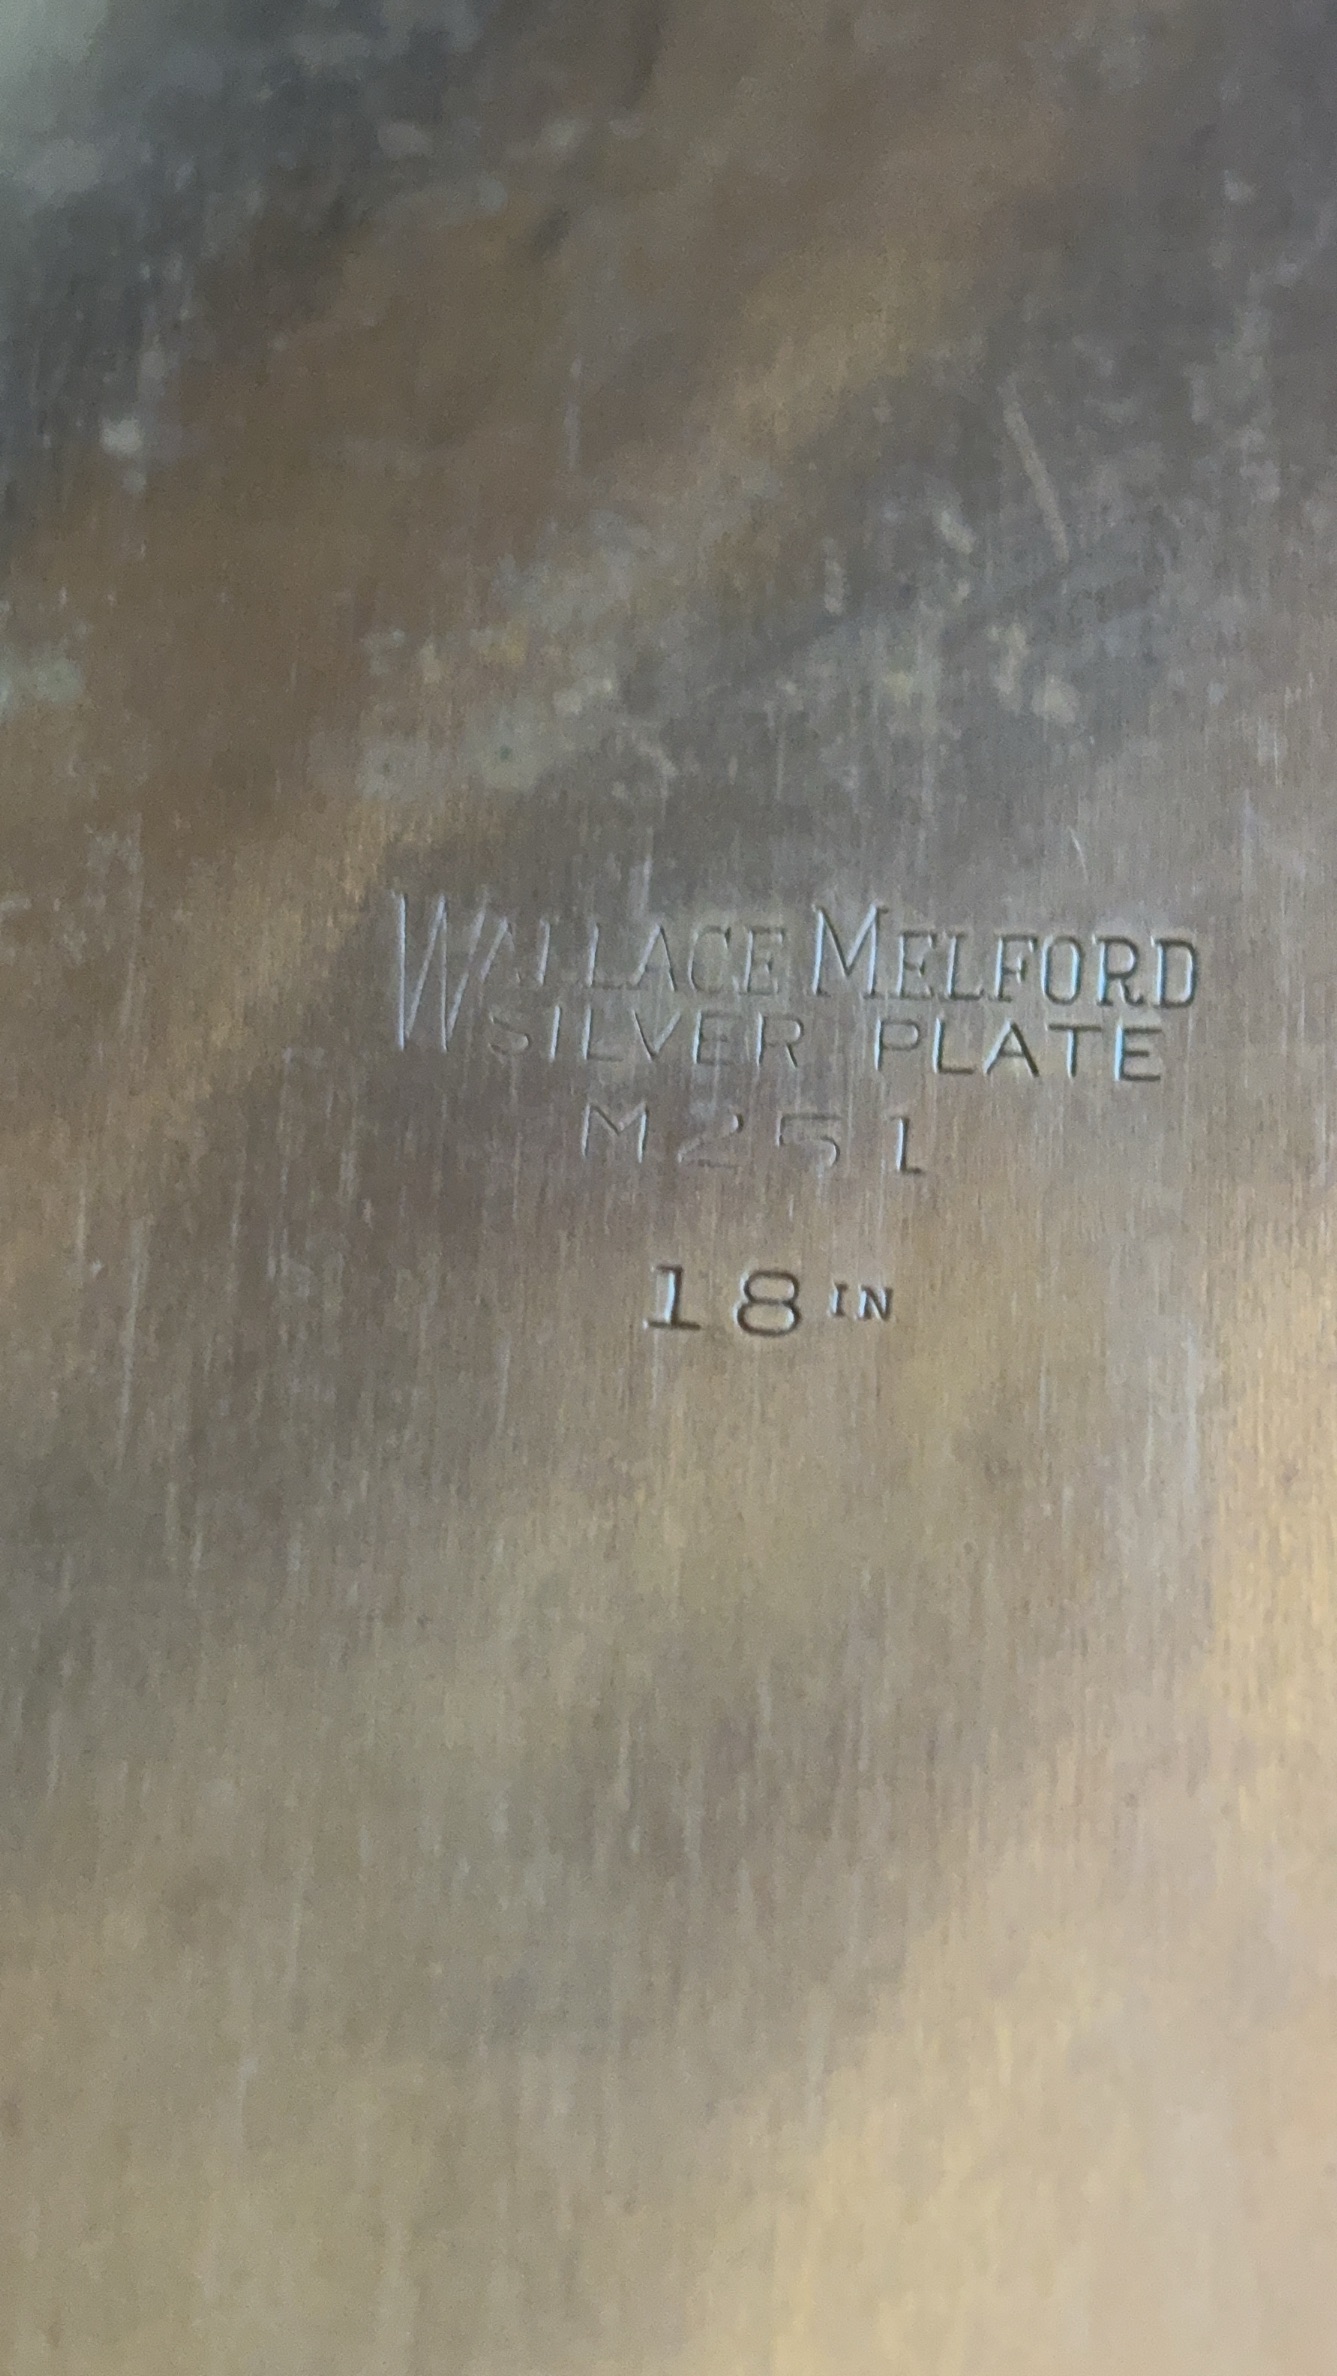 WALLACE MELFORD
SILVER PLATE
M251
18 IN